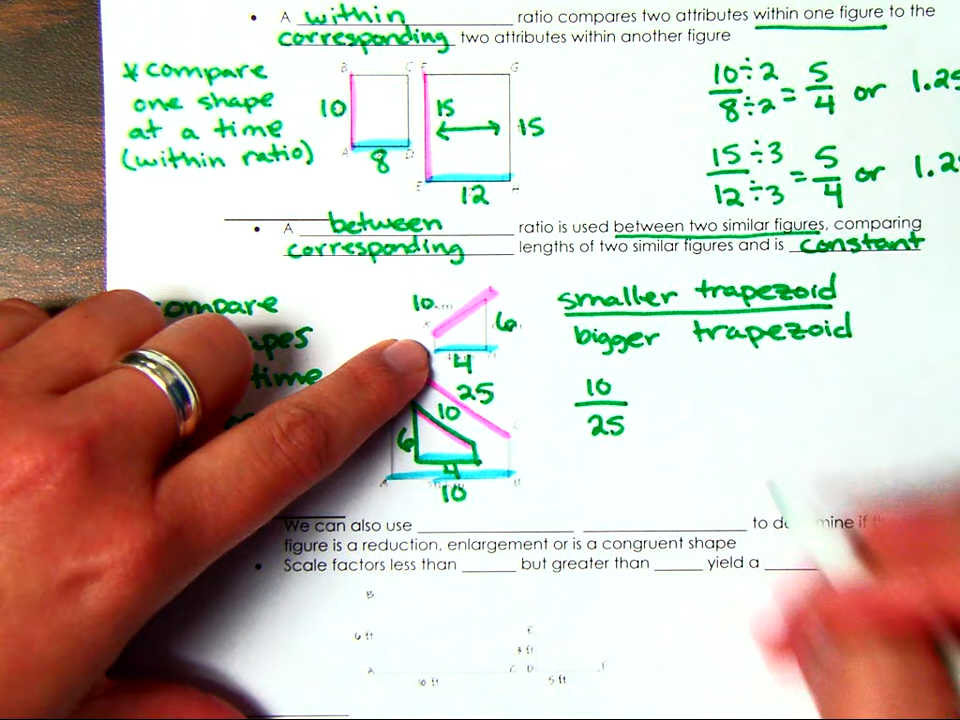 • A within ratio compares two attributes within one figure to the
corresponding two attributes within another figure
* compare
one shape
at a time
(within ratio)
B C F G
10 15 15
A 8 D E 12 H
10÷2 / 8÷2 = 5/4 or 1.25
15÷3 / 12÷3 = 5/4 or 1.2
• A between ratio is used between two similar figures, comparing
corresponding lengths of two similar figures and is constant
compare
time
10
6
4
25
10
6
4
10
smaller trapezoid
bigger trapezoid
10
25
We can also use to
figure is a reduction, enlargement or is a congruent shape
• Scale factors less than but greater than yield a
B
6 ft E
3 ft
A C D F
10 ft 5 ft